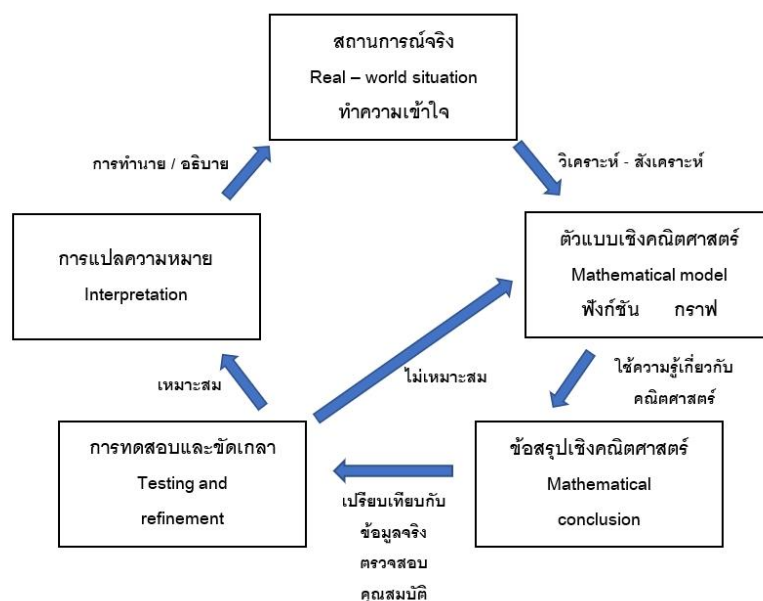 สถานการณ์จริง
Real – world situation
ทำความเข้าใจ
การทำนาย / อธิบาย
วิเคราะห์ - สังเคราะห์
การแปลความหมาย
Interpretation
ตัวแบบเชิงคณิตศาสตร์
Mathematical model
ฟังก์ชัน กราฟ
เหมาะสม
ไม่เหมาะสม
ใช้ความรู้เกี่ยวกับ
คณิตศาสตร์
การทดสอบและขัดเกลา
Testing and
refinement
เปรียบเทียบกับ
ข้อมูลจริง
ตรวจสอบ
คุณสมบัติ
ข้อสรุปเชิงคณิตศาสตร์
Mathematical
conclusion